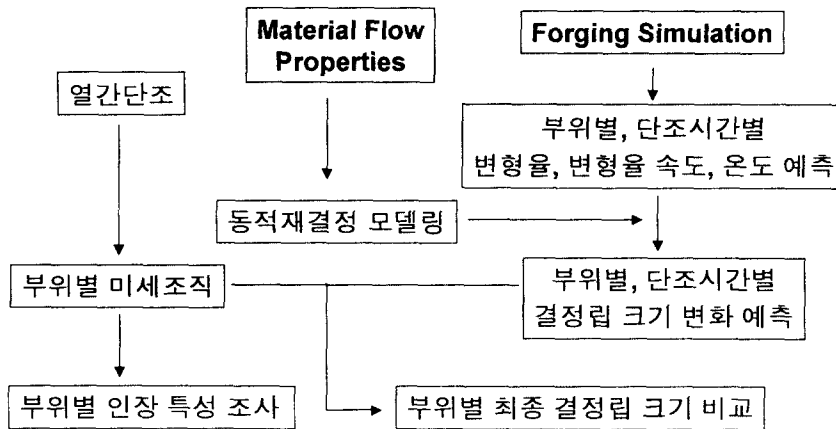 Material Flow
Properties
Forging Simulation
열간단조
부위별, 단조시간별
변형율, 변형율 속도, 온도 예측
동적재결정 모델링
부위별 미세조직
부위별, 단조시간별
결정립 크기 변화 예측
부위별 인장 특성 조사
부위별 최종 결정립 크기 비교